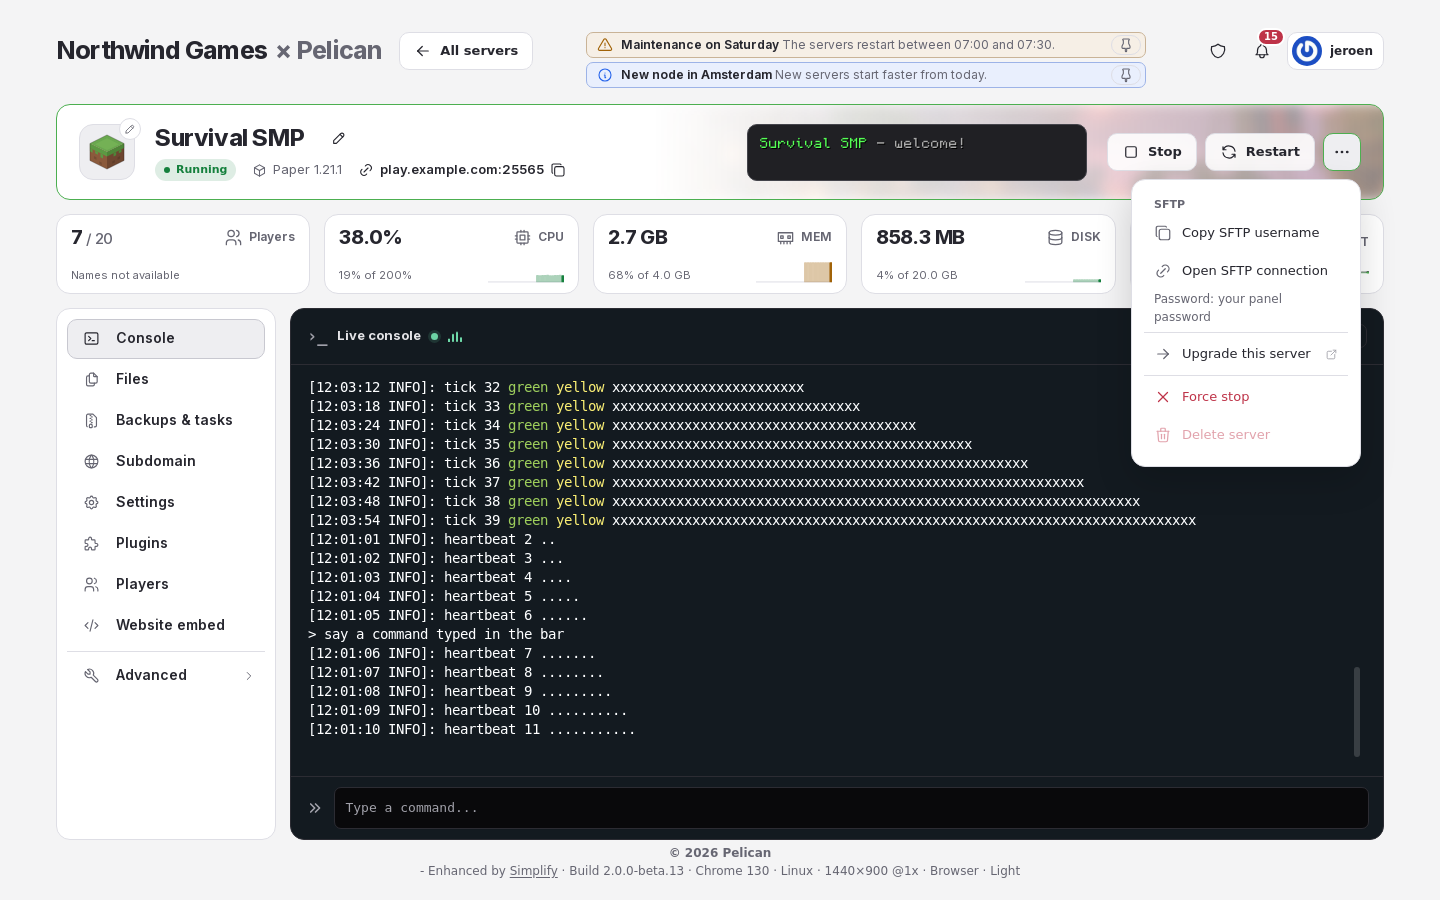 Northwind Games × Pelican
All servers
Maintenance on Saturday The servers restart between 07:00 and 07:30.
New node in Amsterdam New servers start faster from today.
15
jeroen
Survival SMP
Running
Paper 1.21.1
play.example.com:25565
Survival SMP - welcome!
Stop
Restart
7 / 20
Players
Names not available
38.0%
CPU
19% of 200%
2.7 GB
MEM
68% of 4.0 GB
858.3 MB
DISK
4% of 20.0 GB
T
SFTP
Copy SFTP username
Open SFTP connection
Password: your panel
password
Upgrade this server
Force stop
Delete server
Console
Files
Backups & tasks
Subdomain
Settings
Plugins
Players
Website embed
Advanced
Live console
[12:03:12 INFO]: tick 32 green yellow xxxxxxxxxxxxxxxxxxxxxxxx
[12:03:18 INFO]: tick 33 green yellow xxxxxxxxxxxxxxxxxxxxxxxxxxxxxxx
[12:03:24 INFO]: tick 34 green yellow xxxxxxxxxxxxxxxxxxxxxxxxxxxxxxxxxxxxxx
[12:03:30 INFO]: tick 35 green yellow xxxxxxxxxxxxxxxxxxxxxxxxxxxxxxxxxxxxxxxxxxxxx
[12:03:36 INFO]: tick 36 green yellow xxxxxxxxxxxxxxxxxxxxxxxxxxxxxxxxxxxxxxxxxxxxxxxxxxxx
[12:03:42 INFO]: tick 37 green yellow xxxxxxxxxxxxxxxxxxxxxxxxxxxxxxxxxxxxxxxxxxxxxxxxxxxxxxxxxxx
[12:03:48 INFO]: tick 38 green yellow xxxxxxxxxxxxxxxxxxxxxxxxxxxxxxxxxxxxxxxxxxxxxxxxxxxxxxxxxxxxxxxxxx
[12:03:54 INFO]: tick 39 green yellow xxxxxxxxxxxxxxxxxxxxxxxxxxxxxxxxxxxxxxxxxxxxxxxxxxxxxxxxxxxxxxxxxxxxxxxxx
[12:01:01 INFO]: heartbeat 2 ..
[12:01:02 INFO]: heartbeat 3 ...
[12:01:03 INFO]: heartbeat 4 ....
[12:01:04 INFO]: heartbeat 5 .....
[12:01:05 INFO]: heartbeat 6 ......
> say a command typed in the bar
[12:01:06 INFO]: heartbeat 7 .......
[12:01:07 INFO]: heartbeat 8 ........
[12:01:08 INFO]: heartbeat 9 .........
[12:01:09 INFO]: heartbeat 10 ..........
[12:01:10 INFO]: heartbeat 11 ...........
Type a command...
© 2026 Pelican
- Enhanced by Simplify · Build 2.0.0-beta.13 · Chrome 130 · Linux · 1440×900 @1x · Browser · Light